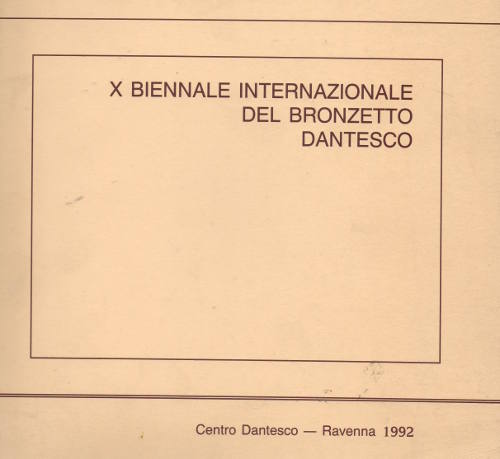 X BIENNALE INTERNAZIONALE
DEL BRONZETTO
DANTESCO
Centro Dantesco — Ravenna 1992